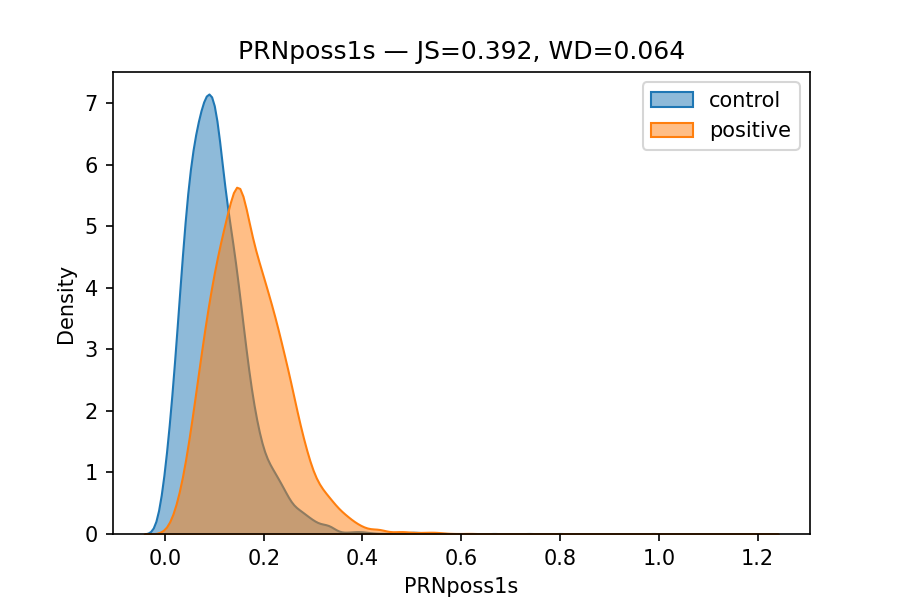 PRNposs1s — JS=0.392, WD=0.064
control
positive
7
6
5
4
3
2
1
0
Density
0.0 0.2 0.4 0.6 0.8 1.0 1.2
PRNposs1s